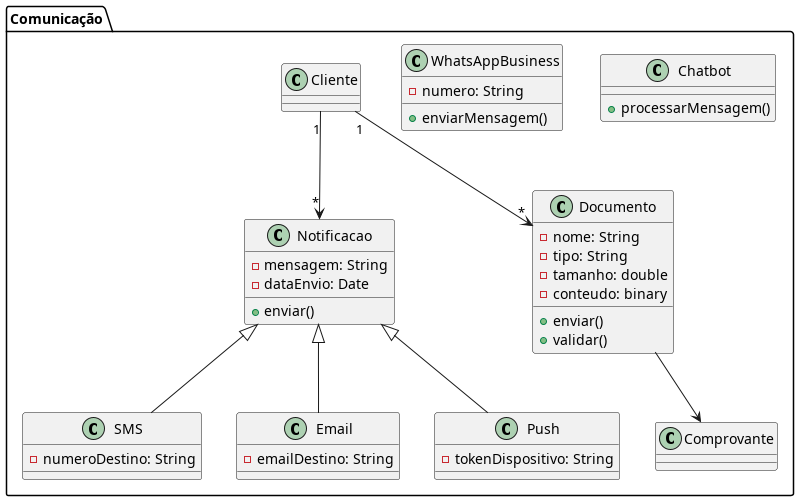 Comunicação
C Cliente
C WhatsAppBusiness
numero: String
enviarMensagem()
C Chatbot
processarMensagem()
1
1
*
*
C Notificacao
mensagem: String
dataEnvio: Date
enviar()
C Documento
nome: String
tipo: String
tamanho: double
conteudo: binary
enviar()
validar()
C SMS
numeroDestino: String
C Email
emailDestino: String
C Push
tokenDispositivo: String
C Comprovante